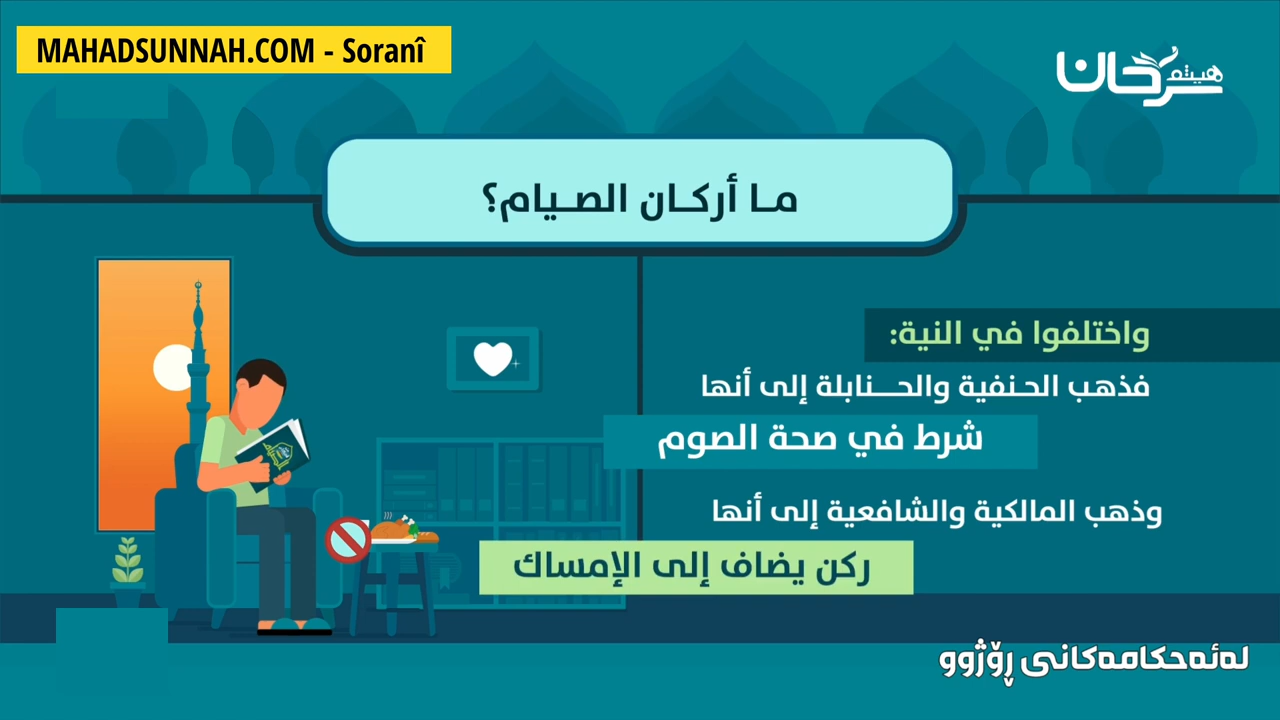 MAHADSUNNAH.COM - Soranî
هيثم
سرحان
ما أركان الصيام؟
واختلفوا في النية:
فذهب الحنفية والحنابلة إلى أنها
شرط في صحة الصوم
وذهب المالكية والشافعية إلى أنها
ركن يضاف إلى الإمساك
لەئەحکامەکانی ڕۆژوو